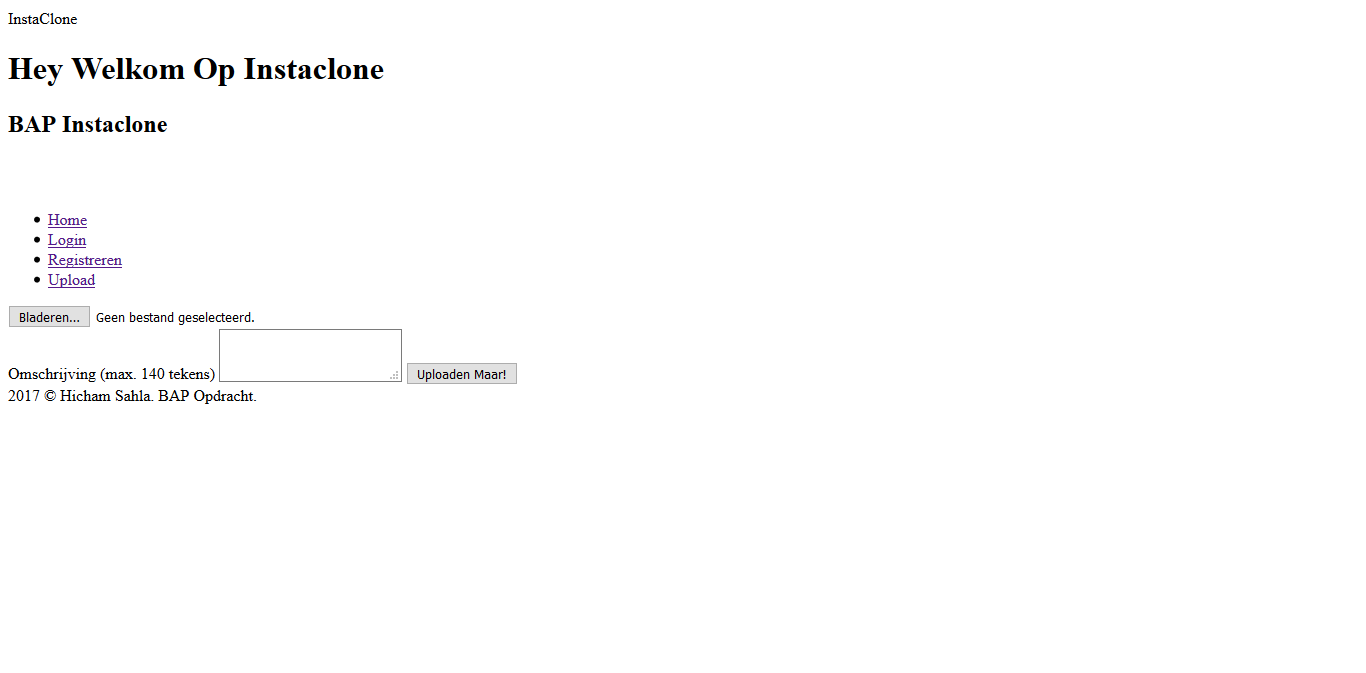 InstaClone
Hey Welkom Op Instaclone
BAP Instaclone
Home
Login
Registreren
Upload
Bladeren... Geen bestand geselecteerd.
Omschrijving (max. 140 tekens) Uploaden Maar!
2017 © Hicham Sahla. BAP Opdracht.